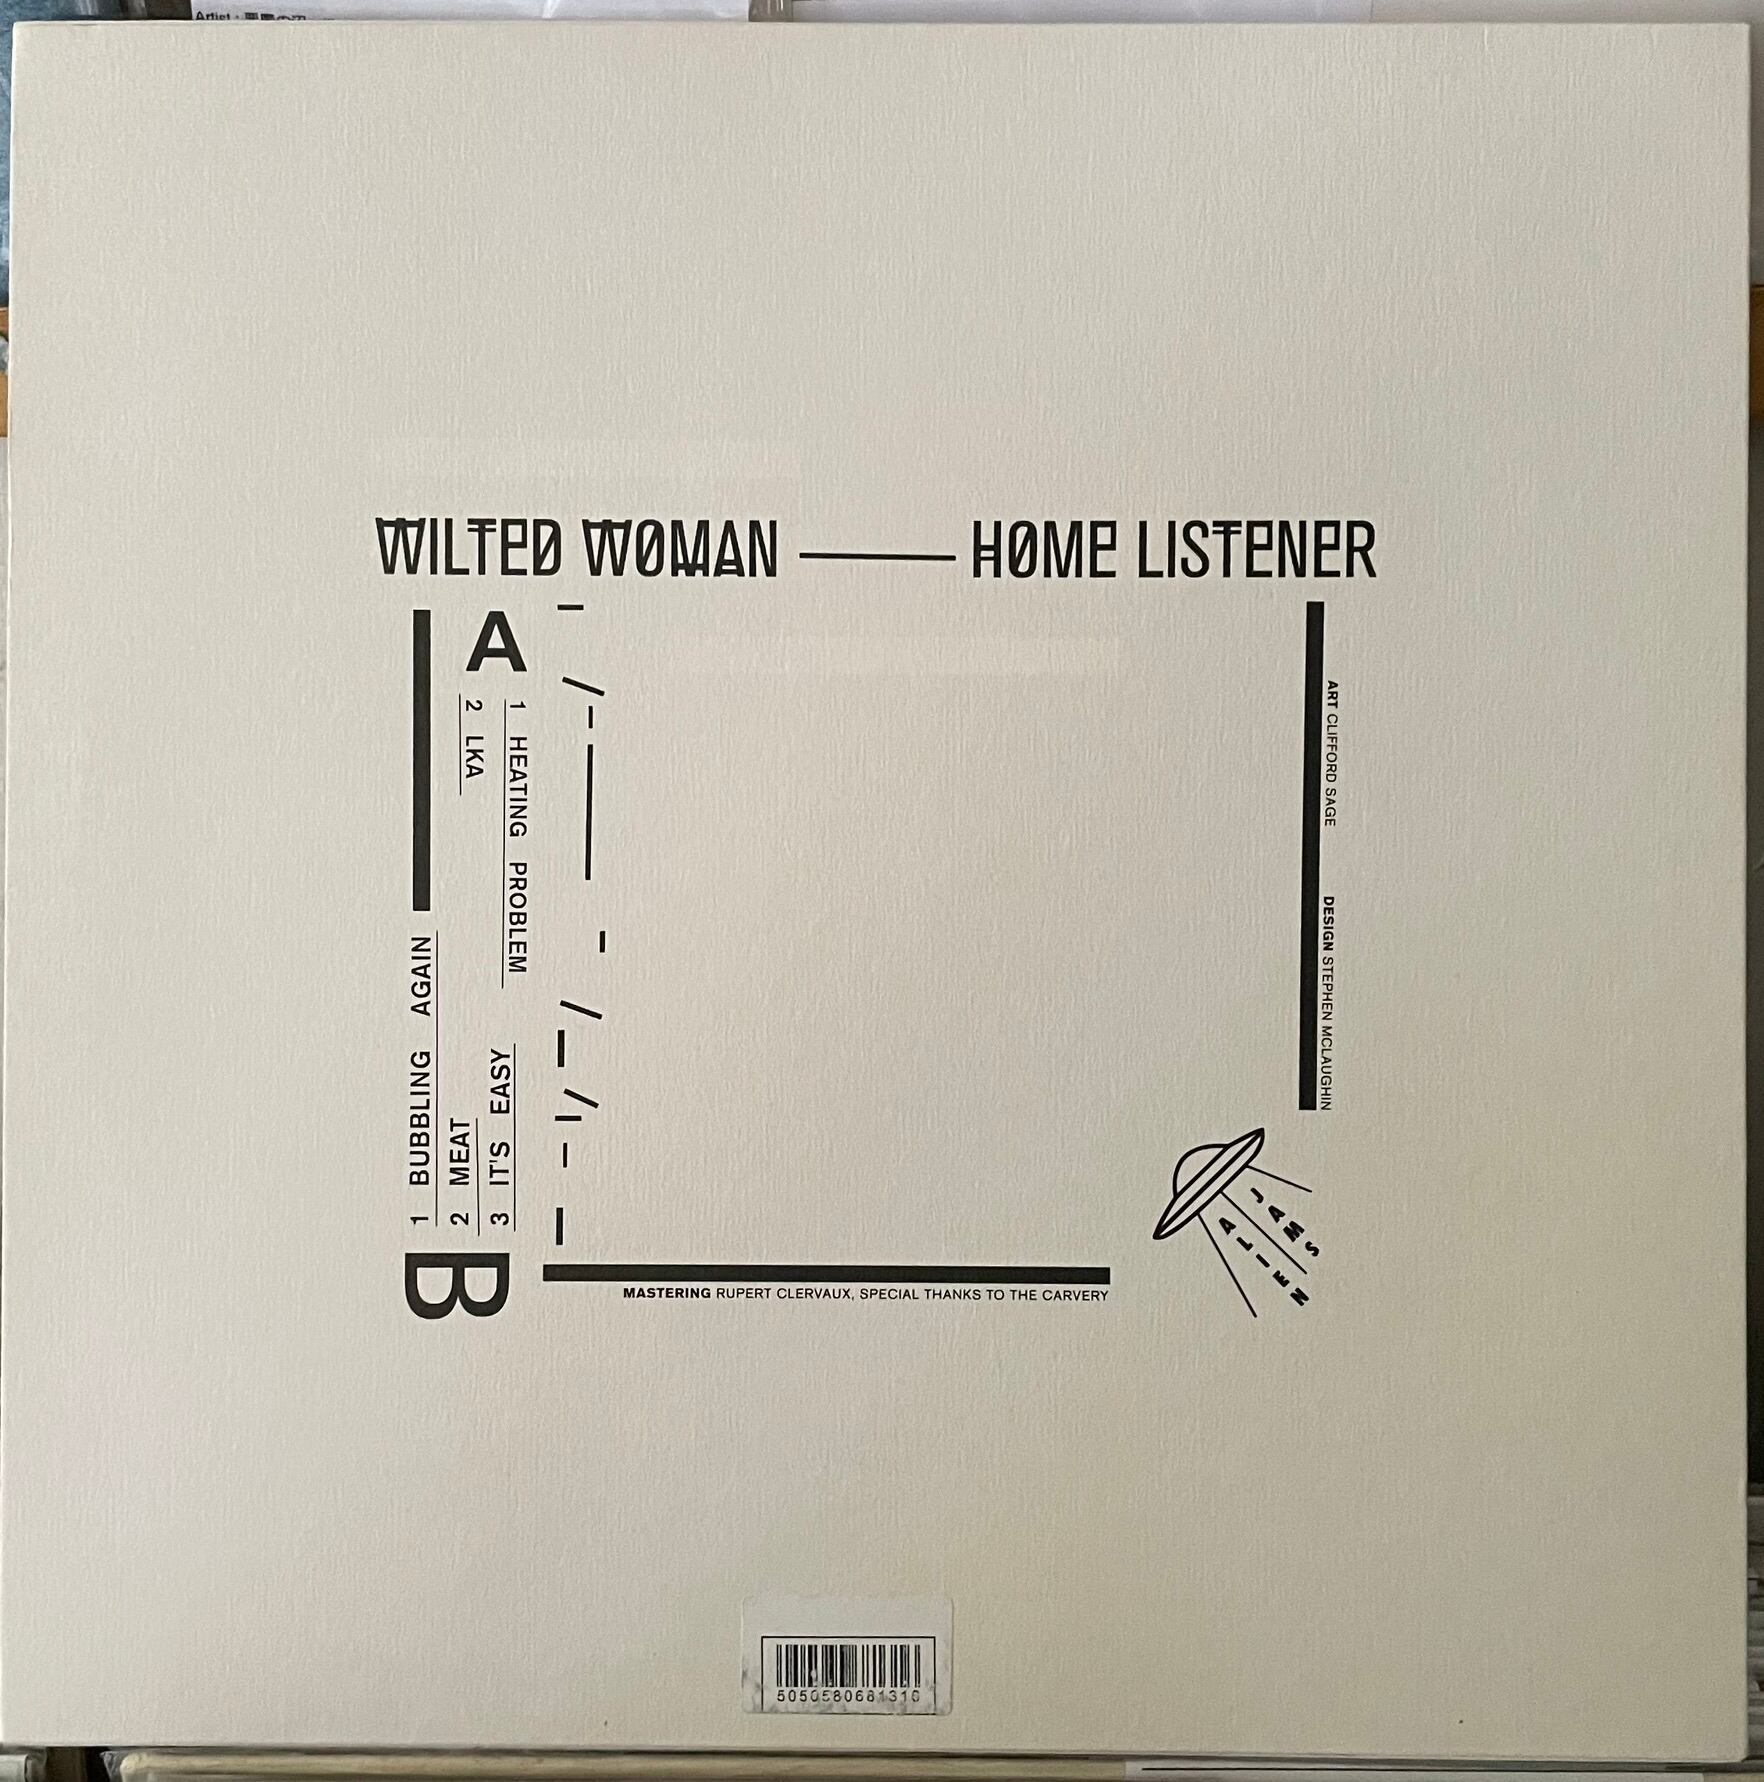 WILTED WOMAN — HOME LISTENER
A
1 HEATING PROBLEM
2 LKA
1 BUBBLING AGAIN
2 MEAT
3 IT'S EASY
B
ART CLIFFORD SAGE
DESIGN STEPHEN MCLAUGHIN
JAMS
ALIEN
MASTERING RUPERT CLERVAUX, SPECIAL THANKS TO THE CARVERY
5050580681310